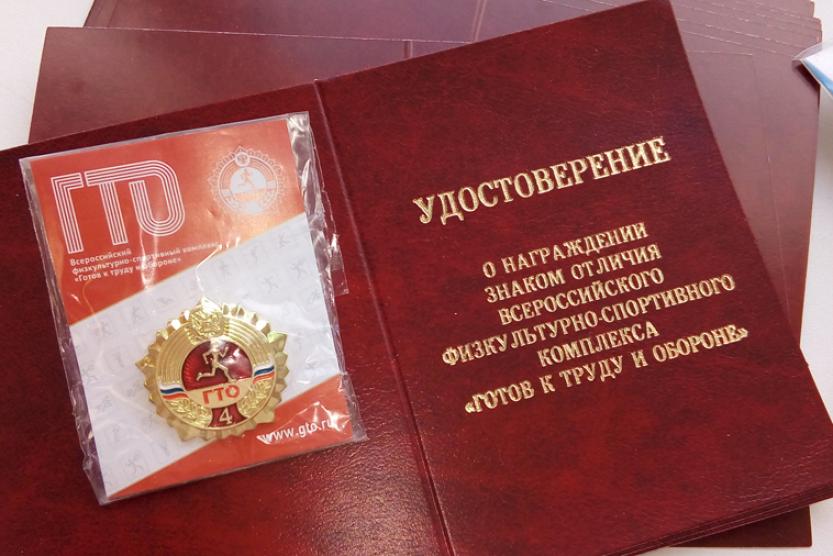 ГТО
Всероссийский
физкультурно-спортивный комплекс
«Готов к труду и обороне»
ГТО
4
www.gto.ru
УДОСТОВЕРЕНИЕ
О НАГРАЖДЕНИИ
ЗНАКОМ ОТЛИЧИЯ
ВСЕРОССИЙСКОГО
ФИЗКУЛЬТУРНО-СПОРТИВНОГО
КОМПЛЕКСА
«ГОТОВ К ТРУДУ И ОБОРОНЕ»